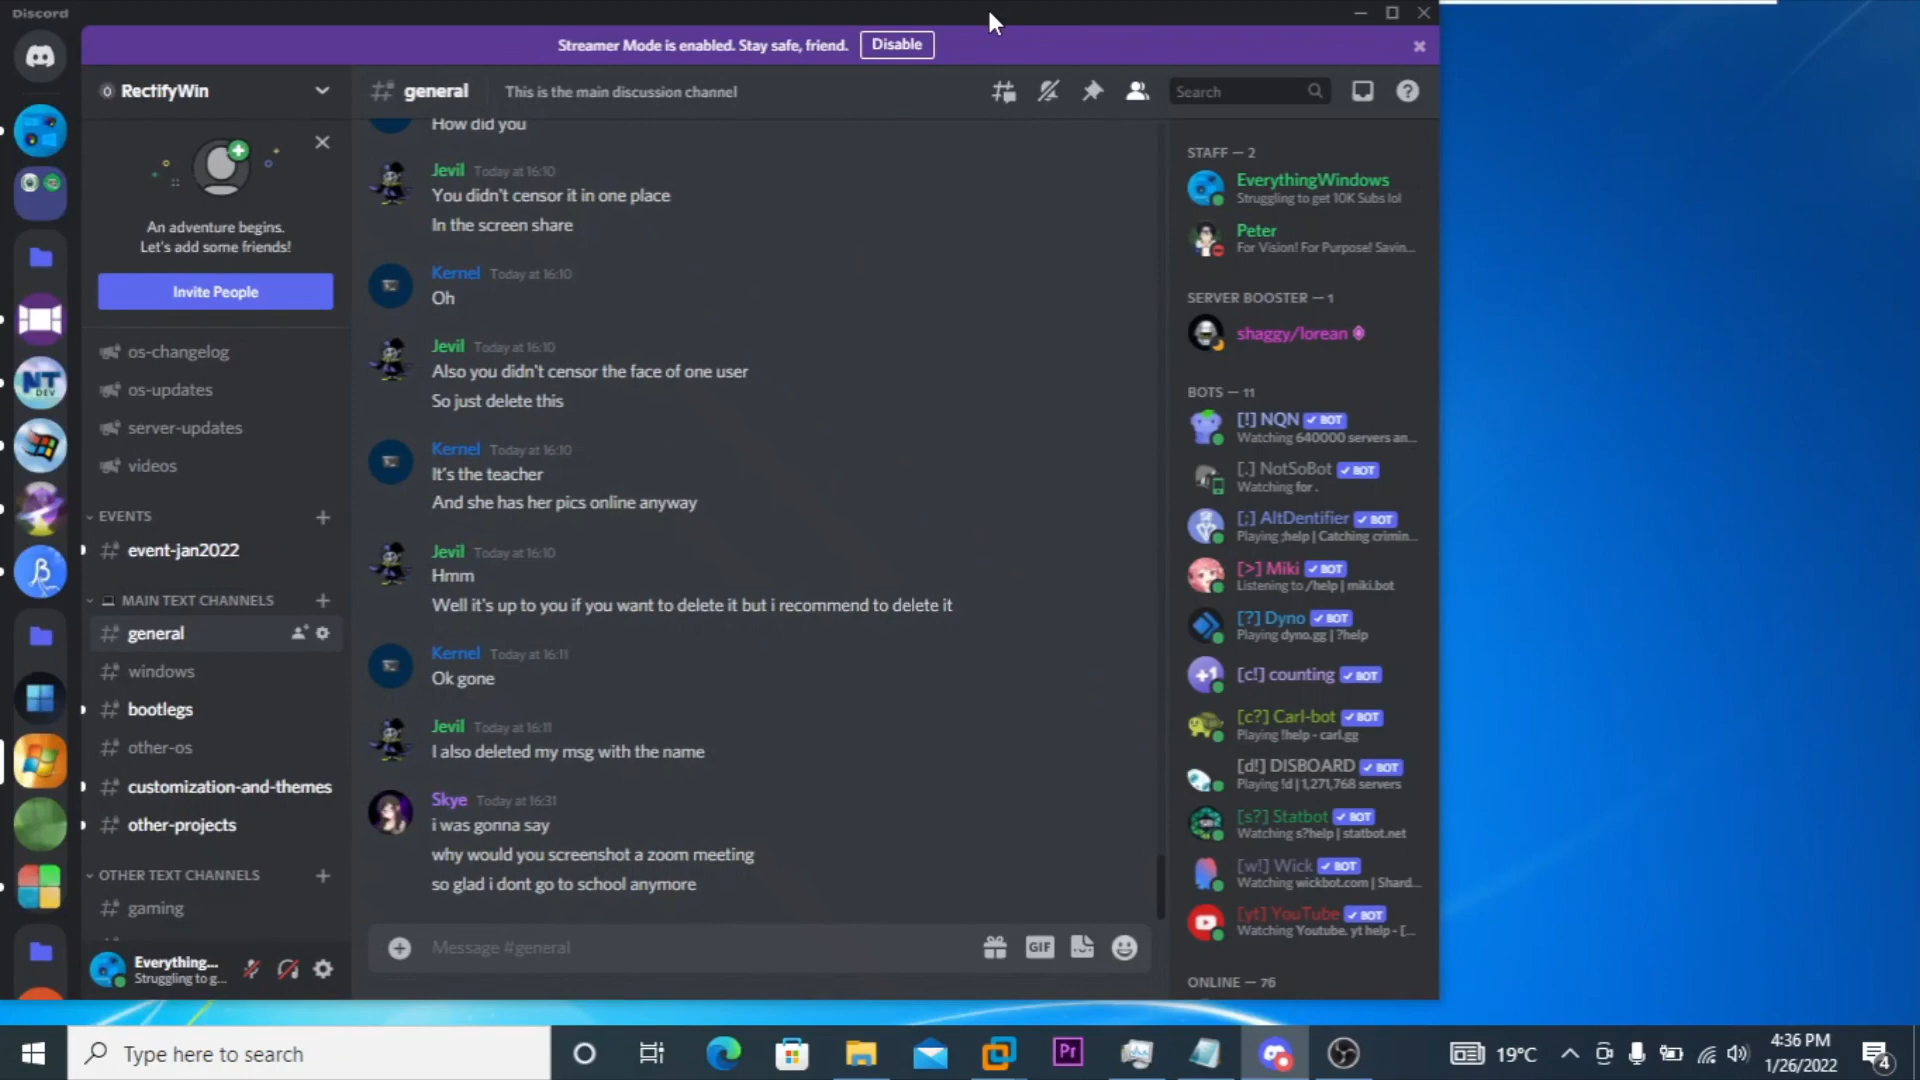 Discord
Streamer Mode is enabled. Stay safe, friend.
Disable
RectifyWin
general
This is the main discussion channel
Search
An adventure begins.
Let's add some friends!
Invite People
os-changelog
os-updates
server-updates
videos
EVENTS
event-jan2022
MAIN TEXT CHANNELS
general
windows
bootlegs
other-os
customization-and-themes
other-projects
OTHER TEXT CHANNELS
gaming
Everything...
Struggling to g...
NT
DEV
β
How did you
Jevil Today at 16:10
You didn't censor it in one place
In the screen share
Kernel Today at 16:10
Oh
Jevil Today at 16:10
Also you didn't censor the face of one user
So just delete this
Kernel Today at 16:10
It's the teacher
And she has her pics online anyway
Jevil Today at 16:10
Hmm
Well it's up to you if you want to delete it but i recommend to delete it
Kernel Today at 16:11
Ok gone
Jevil Today at 16:11
I also deleted my msg with the name
Skye Today at 16:31
i was gonna say
why would you screenshot a zoom meeting
so glad i dont go to school anymore
Message #general
GIF
STAFF — 2
EverythingWindows
Struggling to get 10K Subs lol
Peter
For Vision! For Purpose! Savin...
SERVER BOOSTER — 1
shaggy/lorean
BOTS — 11
[!] NQN BOT
Watching 640000 servers an...
[.] NotSoBot BOT
Watching for .
[;] AltDentifier BOT
Playing ;help | Catching crimin...
[>] Miki BOT
Listening to /help | miki.bot
[?] Dyno BOT
Playing dyno.gg | ?help
+1
[c!] counting BOT
[c?] Carl-bot BOT
Playing !help - carl.gg
[d!] DISBOARD BOT
Playing !d | 1,271,768 servers
[s?] Statbot BOT
Watching s?help | statbot.net
[w!] Wick BOT
Watching wickbot.com | Shard...
[yt] YouTube BOT
Watching Youtube. yt help - [...
ONLINE — 76
Type here to search
Pr
19°C
4:36 PM
1/26/2022
4